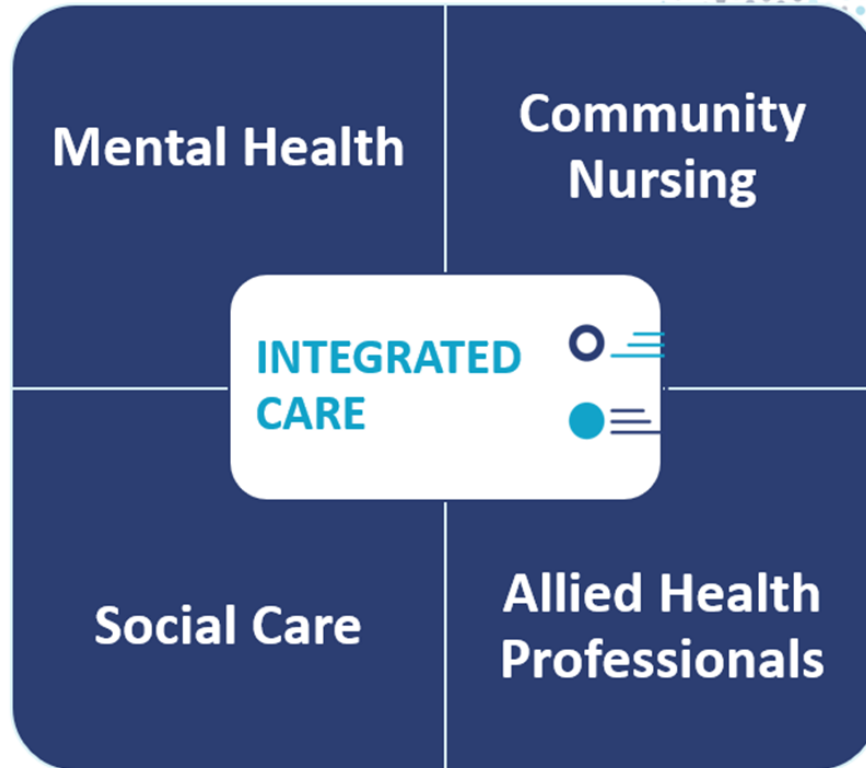 Mental Health
Community
Nursing
INTEGRATED
CARE
Social Care
Allied Health
Professionals